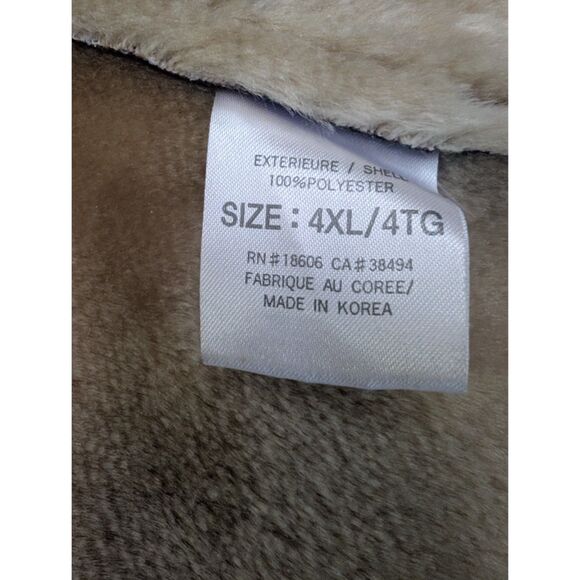 EXTERIEURE / SHELL
100%POLYESTER
SIZE : 4XL/4TG
RN#18606 CA#38494
FABRIQUE AU COREE/
MADE IN KOREA